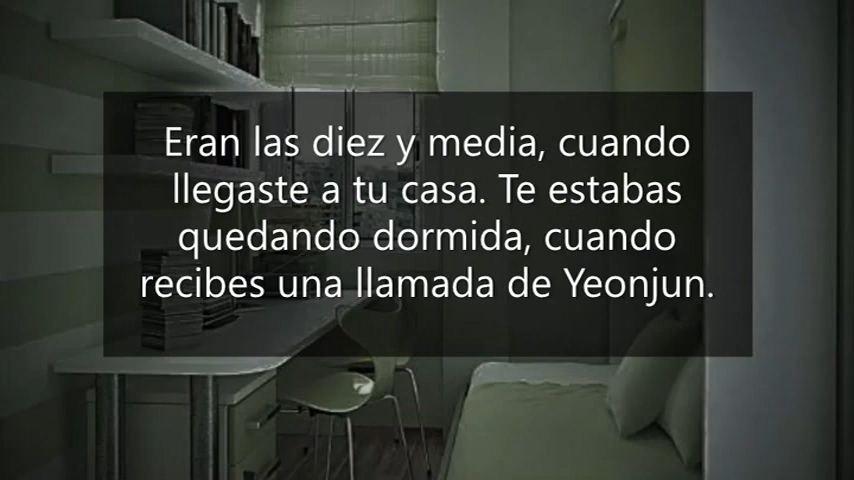 Eran las diez y media, cuando
llegaste a tu casa. Te estabas
quedando dormida, cuando
recibes una llamada de Yeonjun.